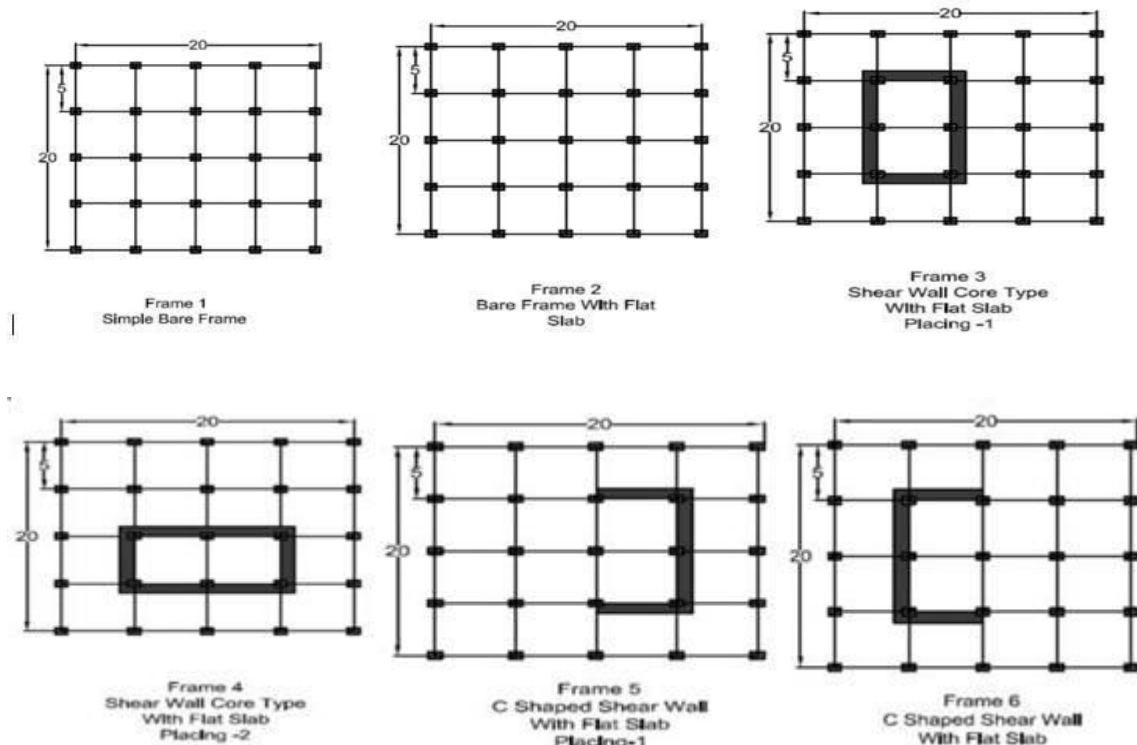 20
5
20
Frame 1
Simple Bare Frame
20
5
20
Frame 2
Bare Frame With Flat
Slab
20
5
20
Frame 3
Shear Wall Core Type
With Flat Slab
Placing -1
20
5
20
Frame 4
Shear Wall Core Type
With Flat Slab
Placing -2
20
5
20
Frame 5
C Shaped Shear Wall
With Flat Slab
Placing-1
20
5
20
Frame 6
C Shaped Shear Wall
With Flat Slab